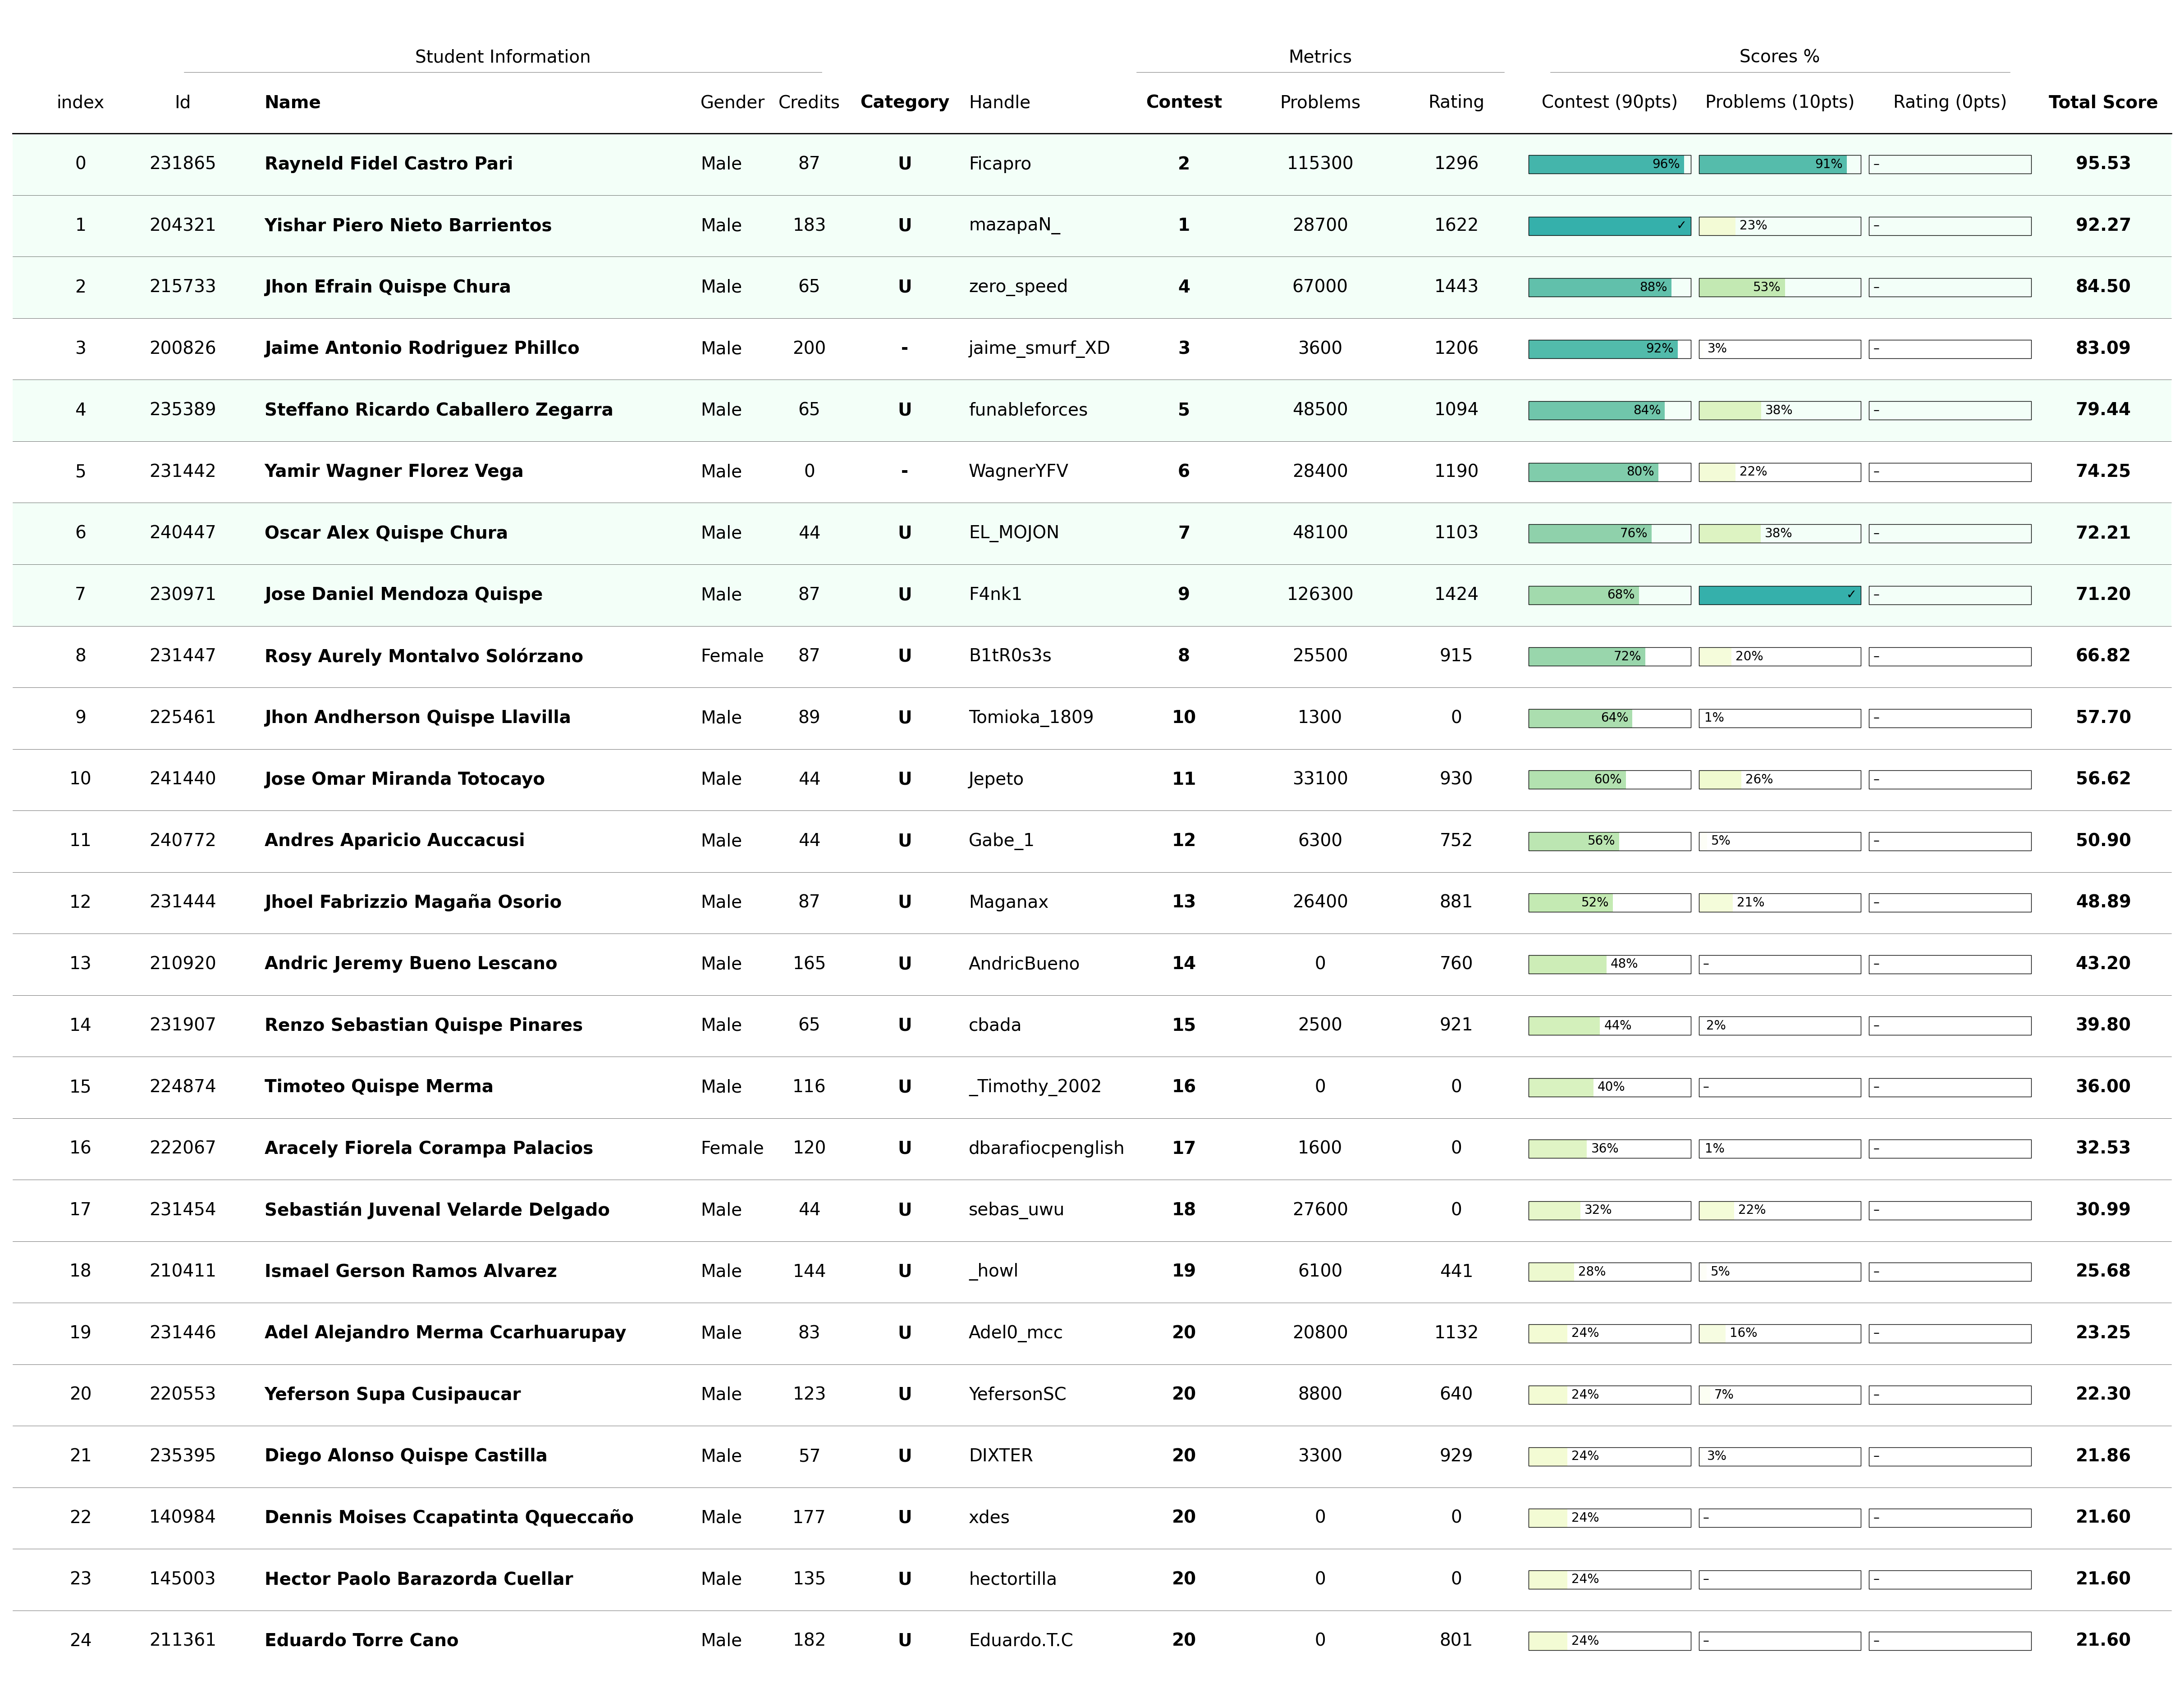 Student Information Metrics Scores %
index Id Name Gender Credits Category Handle Contest Problems Rating Contest (90pts) Problems (10pts) Rating (0pts) Total Score
0 231865 Rayneld Fidel Castro Pari Male 87 U Ficapro 2 115300 1296 96% 91% – 95.53
1 204321 Yishar Piero Nieto Barrientos Male 183 U mazapaN_ 1 28700 1622 ✓ 23% – 92.27
2 215733 Jhon Efrain Quispe Chura Male 65 U zero_speed 4 67000 1443 88% 53% – 84.50
3 200826 Jaime Antonio Rodriguez Phillco Male 200 - jaime_smurf_XD 3 3600 1206 92% 3% – 83.09
4 235389 Steffano Ricardo Caballero Zegarra Male 65 U funableforces 5 48500 1094 84% 38% – 79.44
5 231442 Yamir Wagner Florez Vega Male 0 - WagnerYFV 6 28400 1190 80% 22% – 74.25
6 240447 Oscar Alex Quispe Chura Male 44 U EL_MOJON 7 48100 1103 76% 38% – 72.21
7 230971 Jose Daniel Mendoza Quispe Male 87 U F4nk1 9 126300 1424 68% ✓ – 71.20
8 231447 Rosy Aurely Montalvo Solórzano Female 87 U B1tR0s3s 8 25500 915 72% 20% – 66.82
9 225461 Jhon Andherson Quispe Llavilla Male 89 U Tomioka_1809 10 1300 0 64% 1% – 57.70
10 241440 Jose Omar Miranda Totocayo Male 44 U Jepeto 11 33100 930 60% 26% – 56.62
11 240772 Andres Aparicio Auccacusi Male 44 U Gabe_1 12 6300 752 56% 5% – 50.90
12 231444 Jhoel Fabrizzio Magaña Osorio Male 87 U Maganax 13 26400 881 52% 21% – 48.89
13 210920 Andric Jeremy Bueno Lescano Male 165 U AndricBueno 14 0 760 48% – – 43.20
14 231907 Renzo Sebastian Quispe Pinares Male 65 U cbada 15 2500 921 44% 2% – 39.80
15 224874 Timoteo Quispe Merma Male 116 U _Timothy_2002 16 0 0 40% – – 36.00
16 222067 Aracely Fiorela Corampa Palacios Female 120 U dbarafiocpenglish 17 1600 0 36% 1% – 32.53
17 231454 Sebastián Juvenal Velarde Delgado Male 44 U sebas_uwu 18 27600 0 32% 22% – 30.99
18 210411 Ismael Gerson Ramos Alvarez Male 144 U _howl 19 6100 441 28% 5% – 25.68
19 231446 Adel Alejandro Merma Ccarhuarupay Male 83 U Adel0_mcc 20 20800 1132 24% 16% – 23.25
20 220553 Yeferson Supa Cusipaucar Male 123 U YefersonSC 20 8800 640 24% 7% – 22.30
21 235395 Diego Alonso Quispe Castilla Male 57 U DIXTER 20 3300 929 24% 3% – 21.86
22 140984 Dennis Moises Ccapatinta Qqueccaño Male 177 U xdes 20 0 0 24% – – 21.60
23 145003 Hector Paolo Barazorda Cuellar Male 135 U hectortilla 20 0 0 24% – – 21.60
24 211361 Eduardo Torre Cano Male 182 U Eduardo.T.C 20 0 801 24% – – 21.60